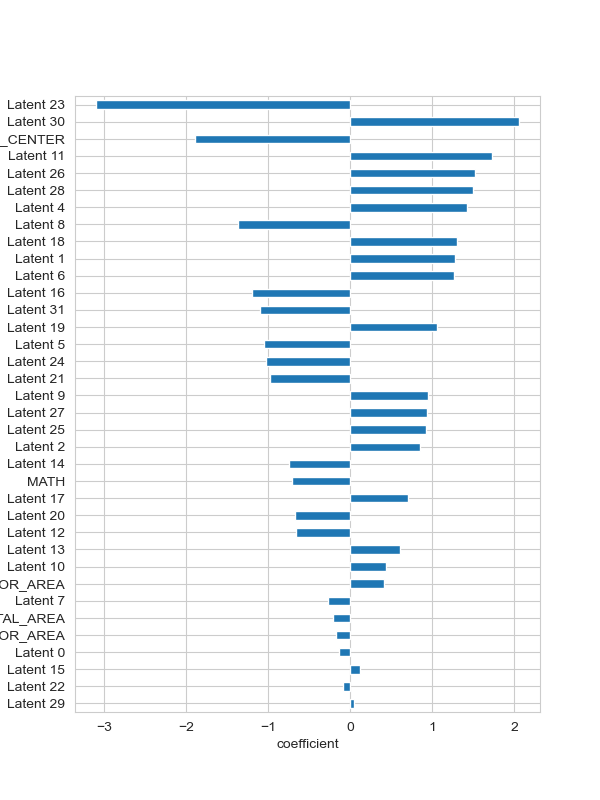 Latent 23
Latent 30
_CENTER
Latent 11
Latent 26
Latent 28
Latent 4
Latent 8
Latent 18
Latent 1
Latent 6
Latent 16
Latent 31
Latent 19
Latent 5
Latent 24
Latent 21
Latent 9
Latent 27
Latent 25
Latent 2
Latent 14
MATH
Latent 17
Latent 20
Latent 12
Latent 13
Latent 10
OR_AREA
Latent 7
TAL_AREA
OR_AREA
Latent 0
Latent 15
Latent 22
Latent 29
−3 −2 −1 0 1 2
coefficient